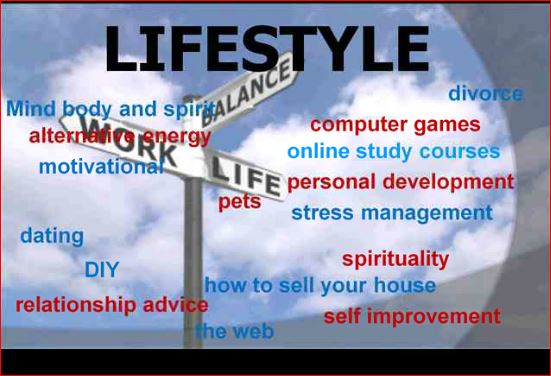 LIFESTYLE
BALANCE
divorce
Mind body and spirit
computer games
alternative energy
WORK
online study courses
motivational
LIFE
personal development
pets
stress management
dating
spirituality
DIY
how to sell your house
relationship advice
self improvement
the web